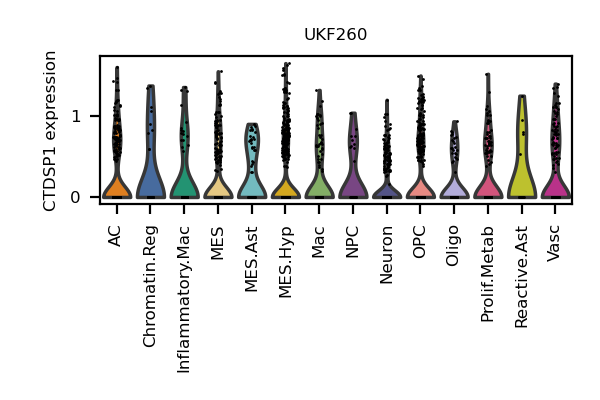 UKF260
CTDSP1 expression
1
0
AC
Chromatin.Reg
Inflammatory.Mac
MES
MES.Ast
MES.Hyp
Mac
NPC
Neuron
OPC
Oligo
Prolif.Metab
Reactive.Ast
Vasc